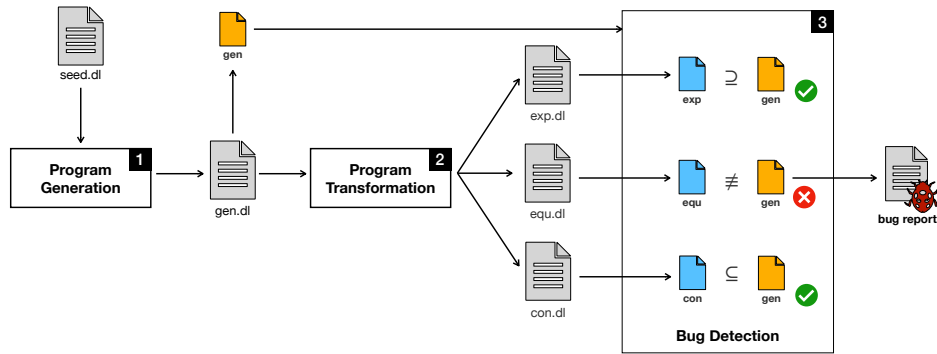 seed.dl
gen
3
exp.dl
exp ⊇ gen
1
Program
Generation
gen.dl
2
Program
Transformation
equ.dl
equ ≢ gen
bug report
con.dl
con ⊆ gen
Bug Detection